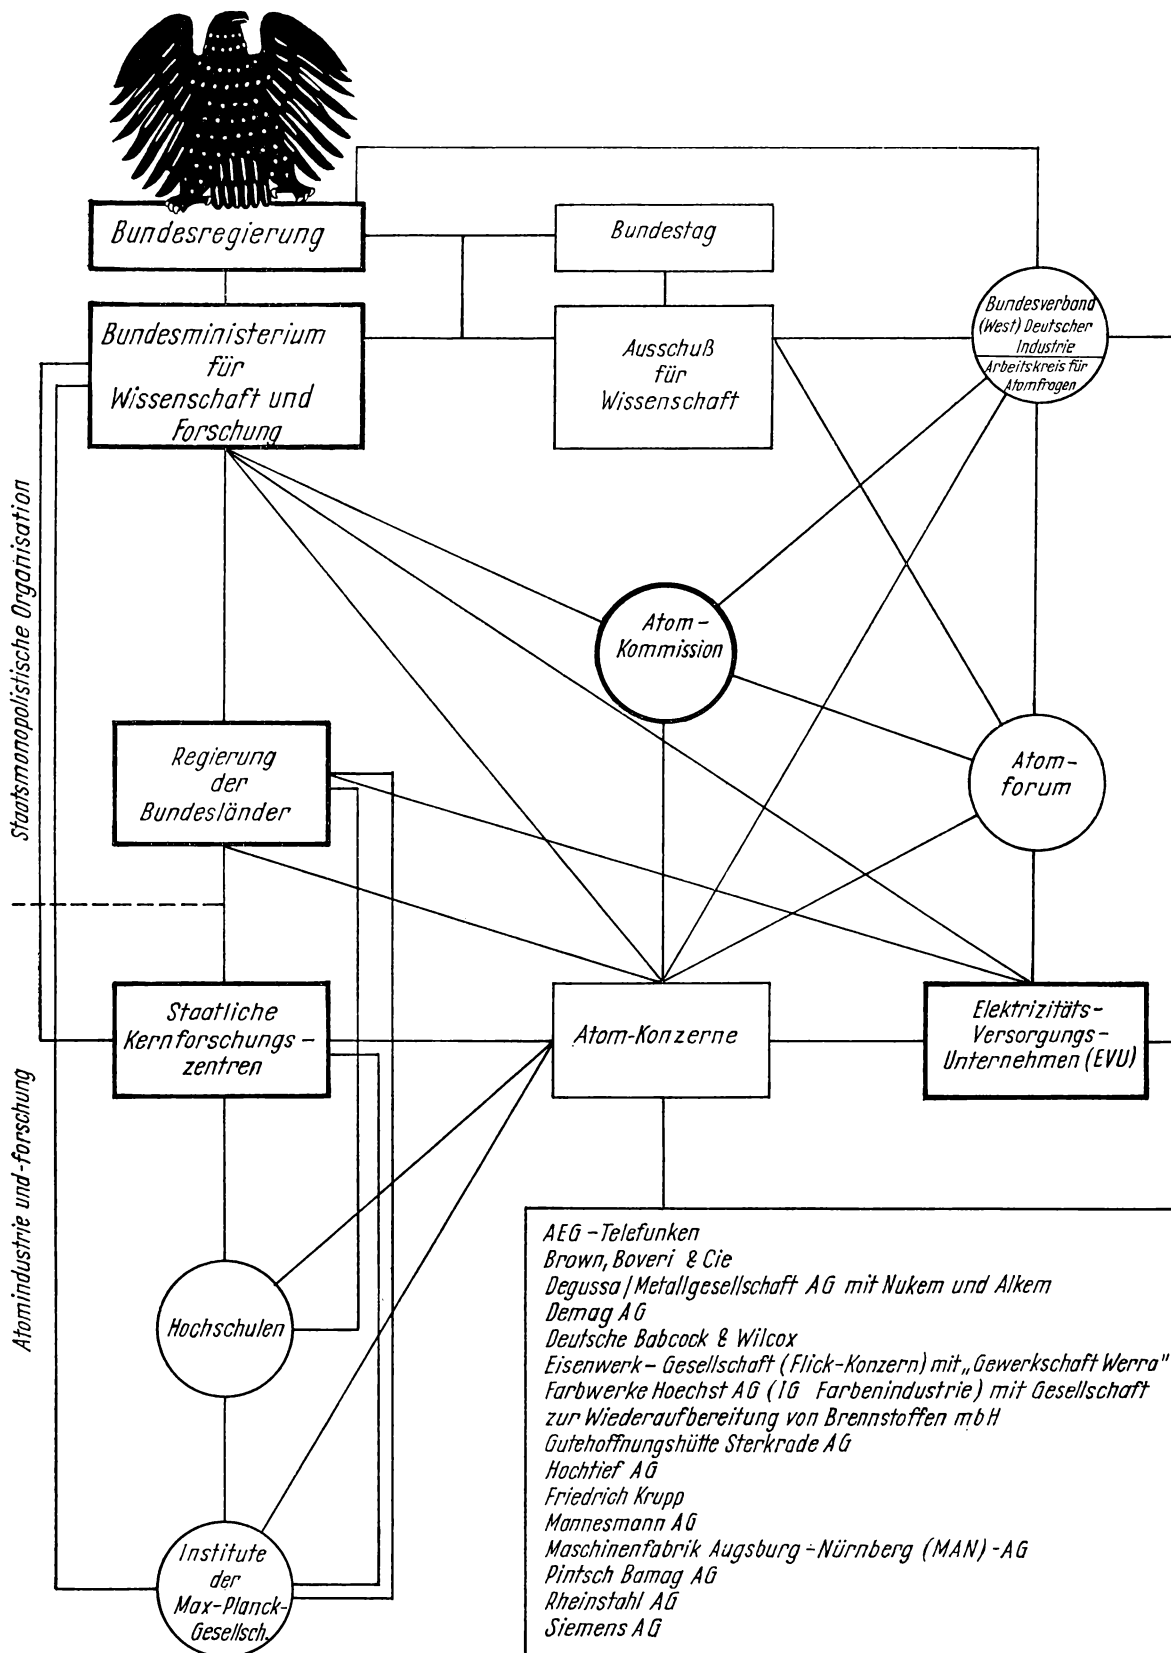 Bundesregierung
Bundestag
Bundesministerium
für
Wissenschaft und
Forschung
Ausschuß
für
Wissenschaft
Bundesverband
(West) Deutscher
Industrie
Arbeitskreis für
Atomfragen
Staatsmonopolistische Organisation
Atom-
Kommission
Regierung
der
Bundesländer
Atom-
forum
Staatliche
Kernforschungs-
zentren
Atom-Konzerne
Elektrizitäts-
Versorgungs-
Unternehmen (EVU)
Atomindustrie und -forschung
Hochschulen
Institute
der
Max-Planck-
Gesellsch.
AEG-Telefunken
Brown, Boveri & Cie
Degussa/Metallgesellschaft AG mit Nukem und Alkem
Demag AG
Deutsche Babcock & Wilcox
Eisenwerk-Gesellschaft (Flick-Konzern) mit „Gewerkschaft Werra"
Farbwerke Hoechst AG (IG Farbenindustrie) mit Gesellschaft
zur Wiederaufbereitung von Brennstoffen mbH
Gutehoffnungshütte Sterkrade AG
Hochtief AG
Friedrich Krupp
Mannesmann AG
Maschinenfabrik Augsburg-Nürnberg (MAN)-AG
Pintsch Bamag AG
Rheinstahl AG
Siemens AG